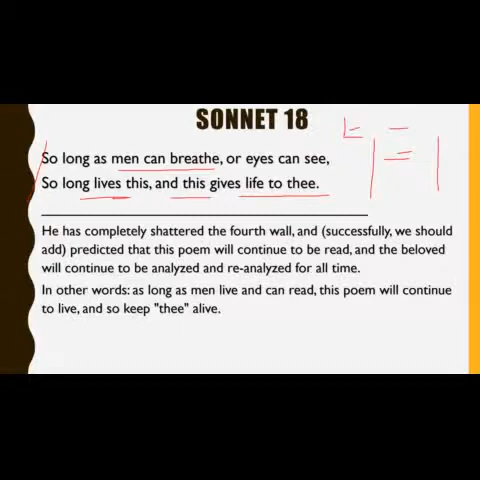 SONNET 18
So long as men can breathe, or eyes can see,
So long lives this, and this gives life to thee.
He has completely shattered the fourth wall, and (successfully, we should
add) predicted that this poem will continue to be read, and the beloved
will continue to be analyzed and re-analyzed for all time.
In other words: as long as men live and can read, this poem will continue
to live, and so keep "thee" alive.